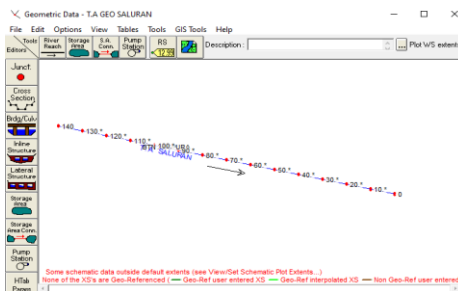 Geometric Data - T.A GEO SALURAN
File Edit Options View Tables Tools GIS Tools Help
Tools
Editors
River
Reach
Storage
Area
S.A.
Conn.
Pump
Station
RS
Description:
...
Plot WS extents
Junct.
Cross
Section
Brdg/Culv
Inline
Structure
Lateral
Structure
Storage
Area
Storage
Area Conn.
Pump
Station
HTab
Param.
140
130.*
120.*
110.*
100.*
SALURAN
80.*
70.*
60.*
50.*
40.*
30.*
20.*
10.*
0
Some schematic data outside default extents (see View/Set Schematic Plot Extents...)
None of the XS's are Geo-Referenced ( Geo-Ref user entered XS Geo-Ref interpolated XS Non Geo-Ref user entered